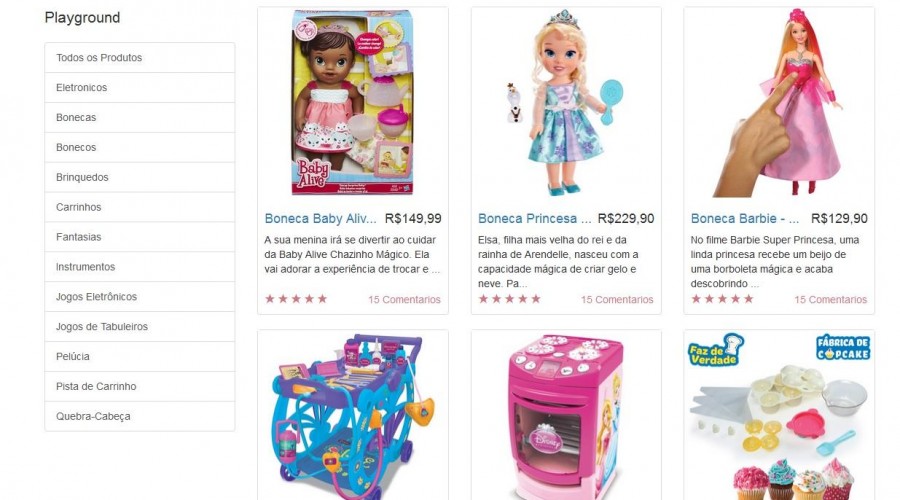 Playground
Todos os Produtos
Eletronicos
Bonecas
Bonecos
Brinquedos
Carrinhos
Fantasias
Instrumentos
Jogos Eletrônicos
Jogos de Tabuleiros
Pelúcia
Pista de Carrinho
Quebra-Cabeça
Baby Alive
Boneca Baby Aliv... R$149,99
A sua menina irá se divertir ao cuidar
da Baby Alive Chazinho Mágico. Ela
vai adorar a experiência de trocar e ...
15 Comentarios
Boneca Princesa ... R$229,90
Elsa, filha mais velha do rei e da
rainha de Arendelle, nasceu com a
capacidade mágica de criar gelo e
neve. Pa...
15 Comentarios
Boneca Barbie - ... R$129,90
No filme Barbie Super Princesa, uma
linda princesa recebe um beijo de
uma borboleta mágica e acaba
descobrindo ...
15 Comentarios
Disney
Faz de
Verdade
FÁBRICA DE
CUPCAKE